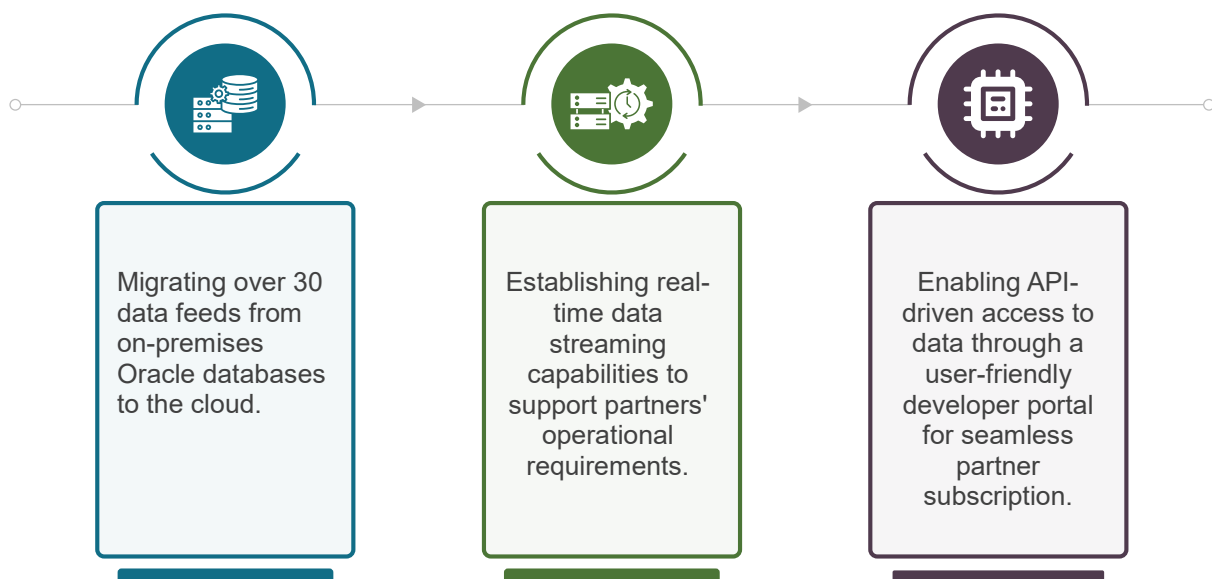 Migrating over 30
data feeds from
on-premises
Oracle databases
to the cloud.
Establishing real-
time data
streaming
capabilities to
support partners'
operational
requirements.
Enabling API-
driven access to
data through a
user-friendly
developer portal
for seamless
partner
subscription.